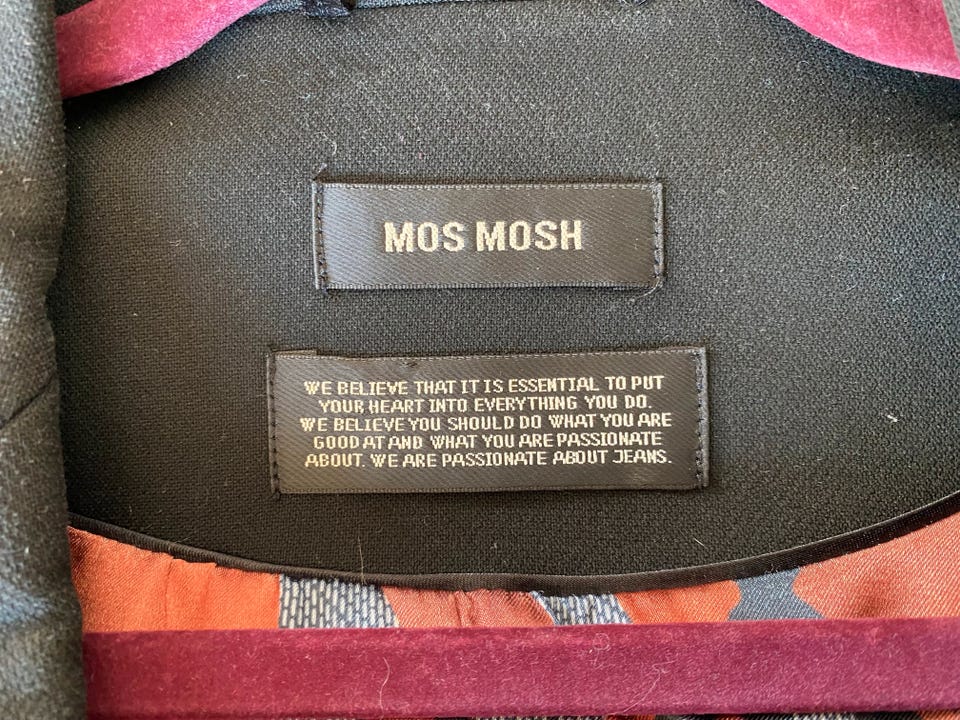 MOS MOSH
WE BELIEVE THAT IT IS ESSENTIAL TO PUT
YOUR HEART INTO EVERYTHING YOU DO.
WE BELIEVE YOU SHOULD DO WHAT YOU ARE
GOOD AT AND WHAT YOU ARE PASSIONATE
ABOUT. WE ARE PASSIONATE ABOUT JEANS.